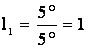 l₁ = 5°/5° = 1